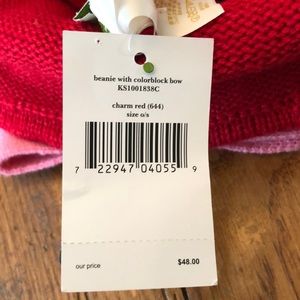 beanie with colorblock bow
KS1001838C
charm red (644)
size o/s
7 22947 04055 9
our price $48.00